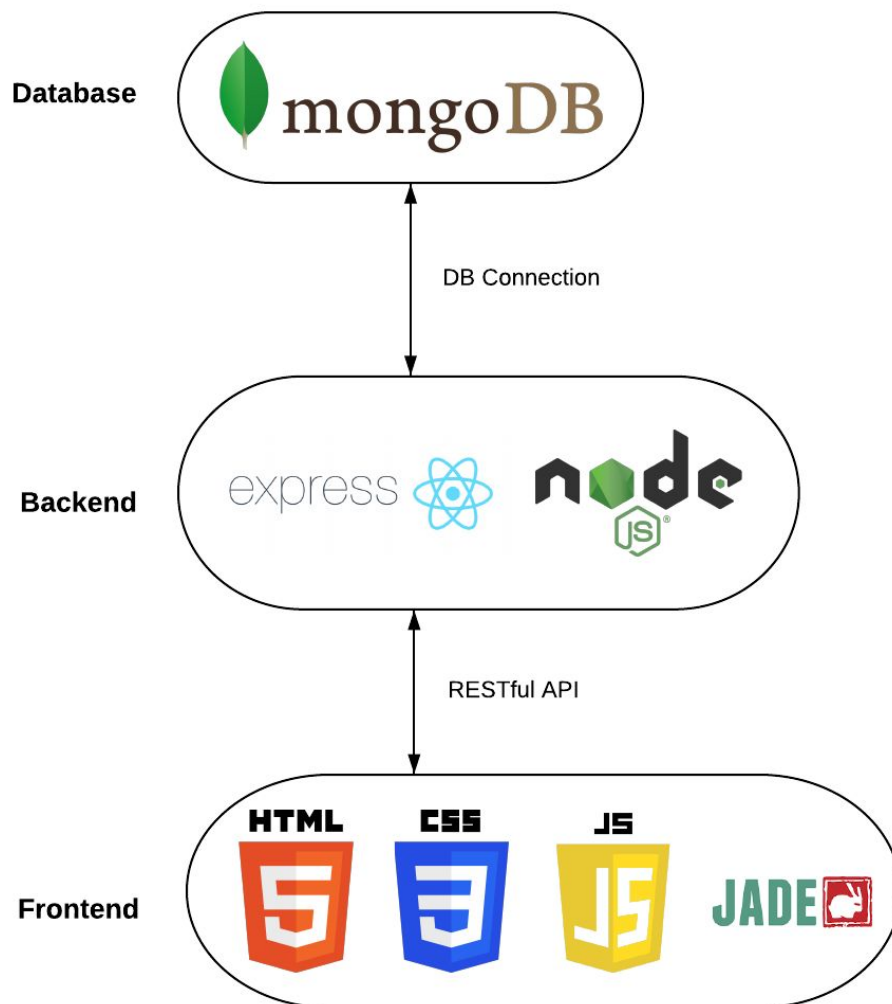 Database
mongoDB
DB Connection
Backend
express
node
JS®
RESTful API
Frontend
HTML
5
CSS
3
JS
JS
JADE